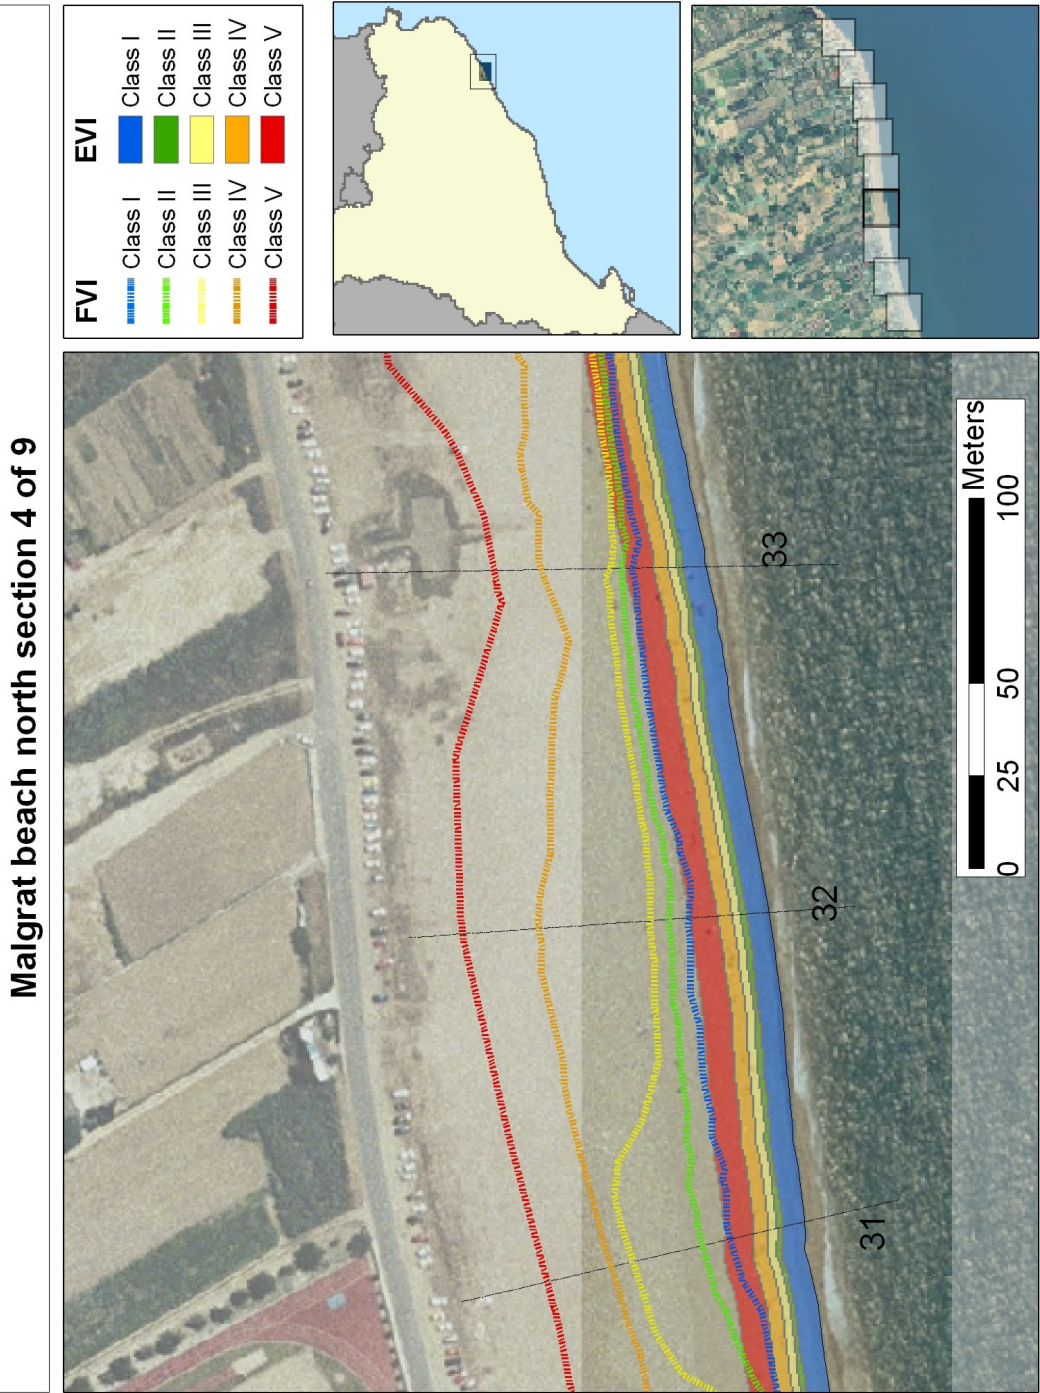 Malgrat beach north section 4 of 9
FVI
Class I
Class II
Class III
Class IV
Class V
EVI
Class I
Class II
Class III
Class IV
Class V
31
32
33
0 25 50 100
Meters